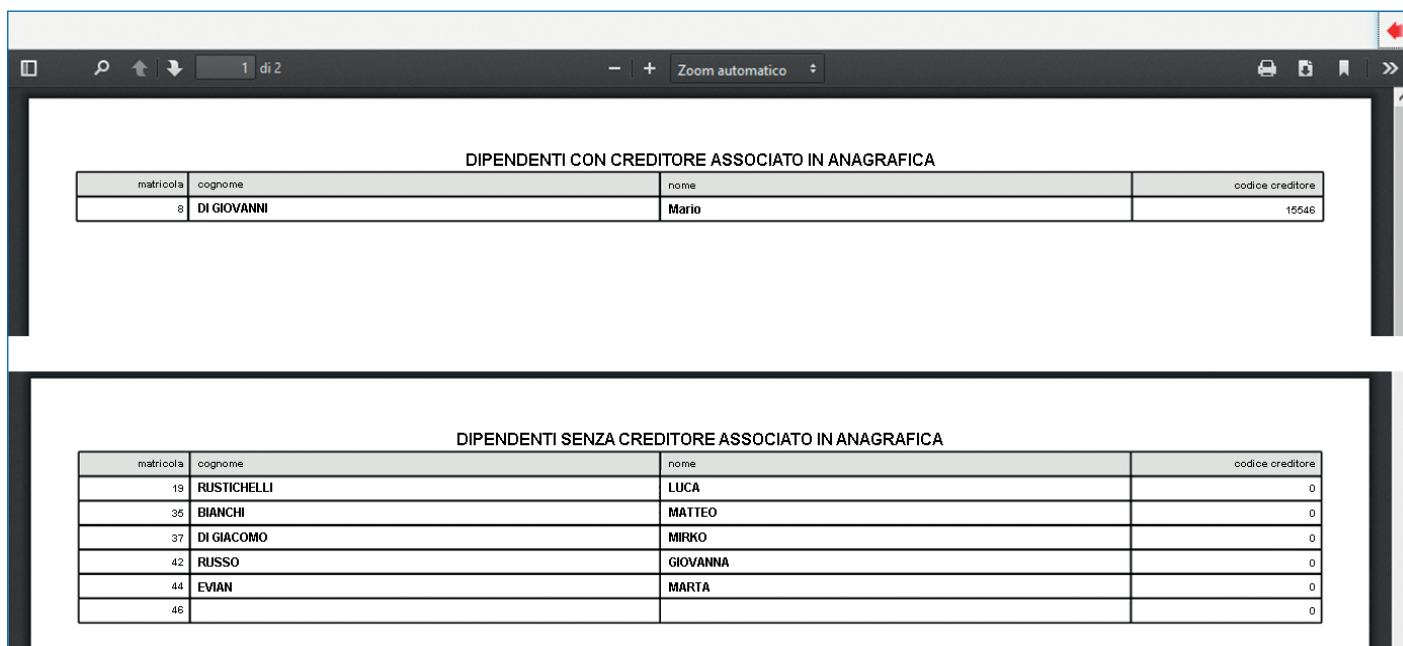 1 di 2 Zoom automatico
DIPENDENTI CON CREDITORE ASSOCIATO IN ANAGRAFICA
matricola cognome nome codice creditore
8 DI GIOVANNI Mario 15546
DIPENDENTI SENZA CREDITORE ASSOCIATO IN ANAGRAFICA
matricola cognome nome codice creditore
19 RUSTICHELLI LUCA 0
35 BIANCHI MATTEO 0
37 DI GIACOMO MIRKO 0
42 RUSSO GIOVANNA 0
44 EVIAN MARTA 0
46 0